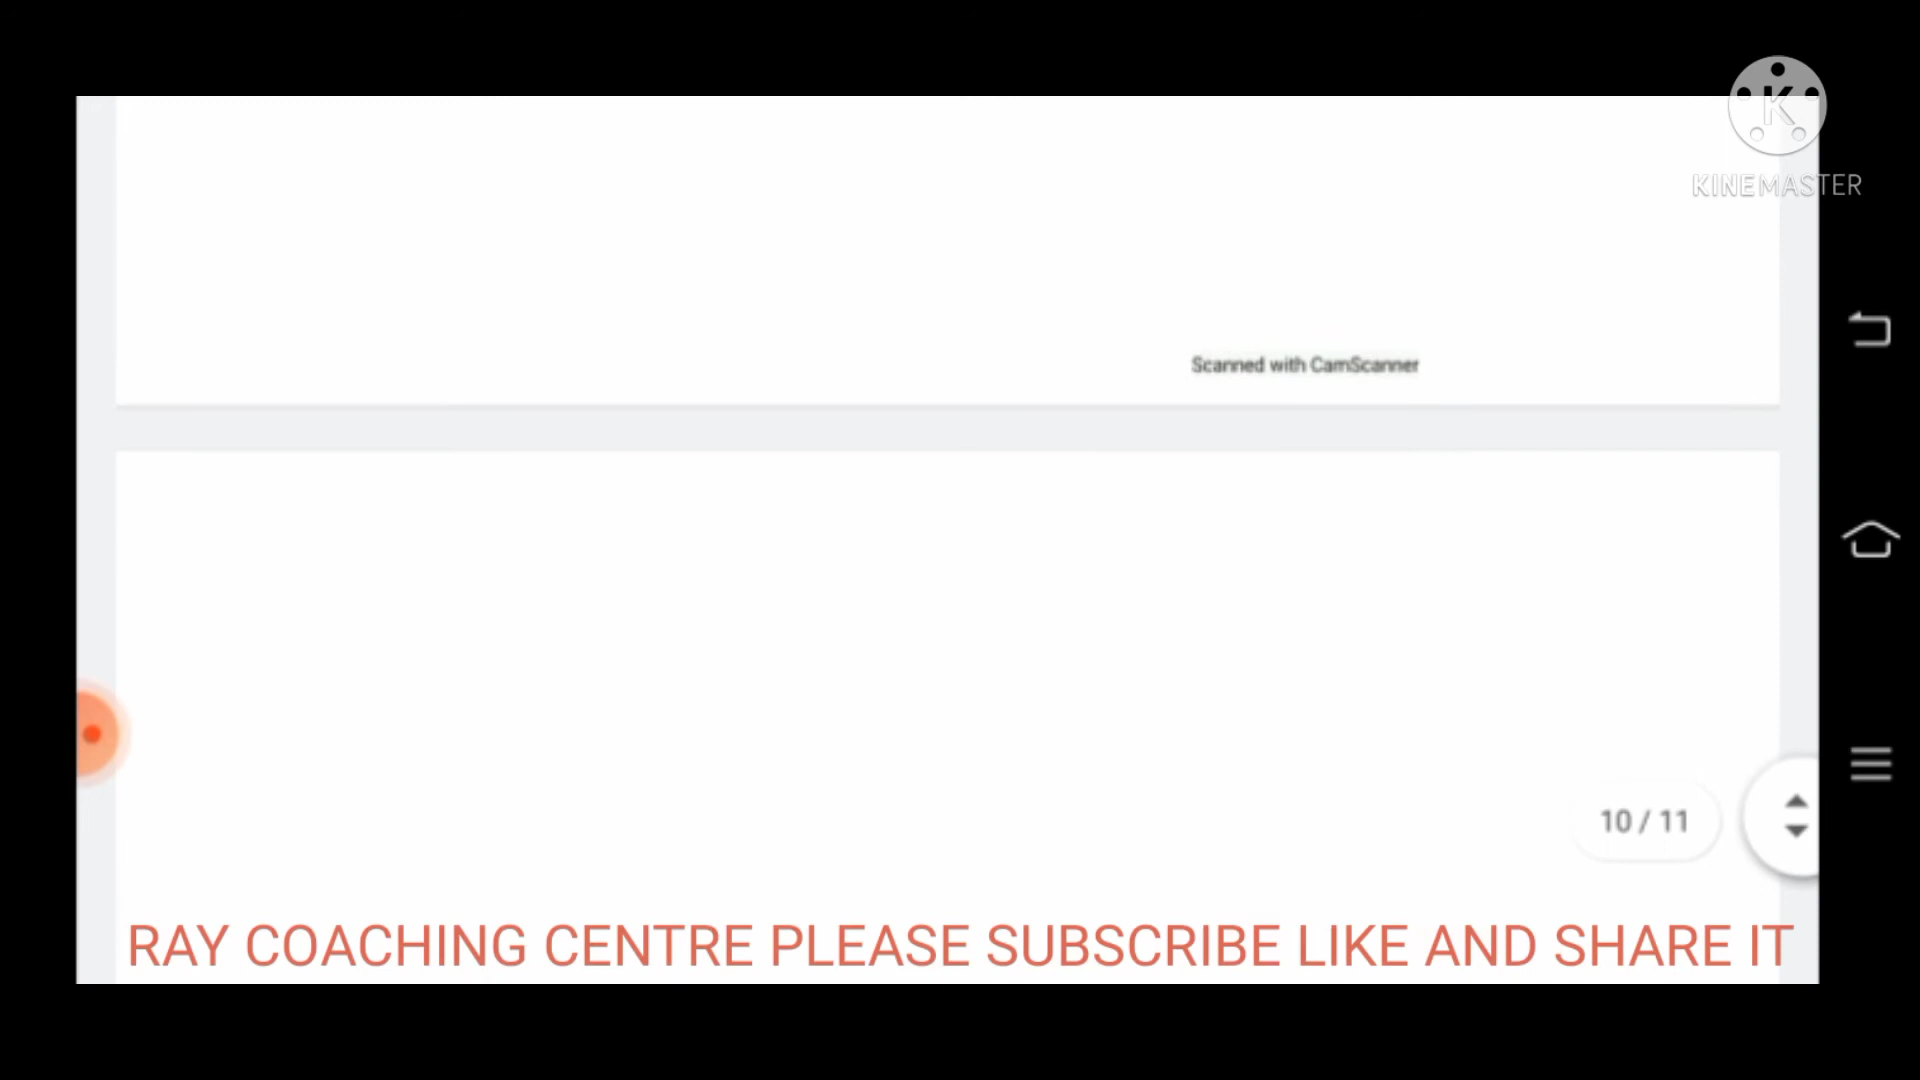 K
KINEMASTER
Scanned with CamScanner
10 / 11
RAY COACHING CENTRE PLEASE SUBSCRIBE LIKE AND SHARE IT